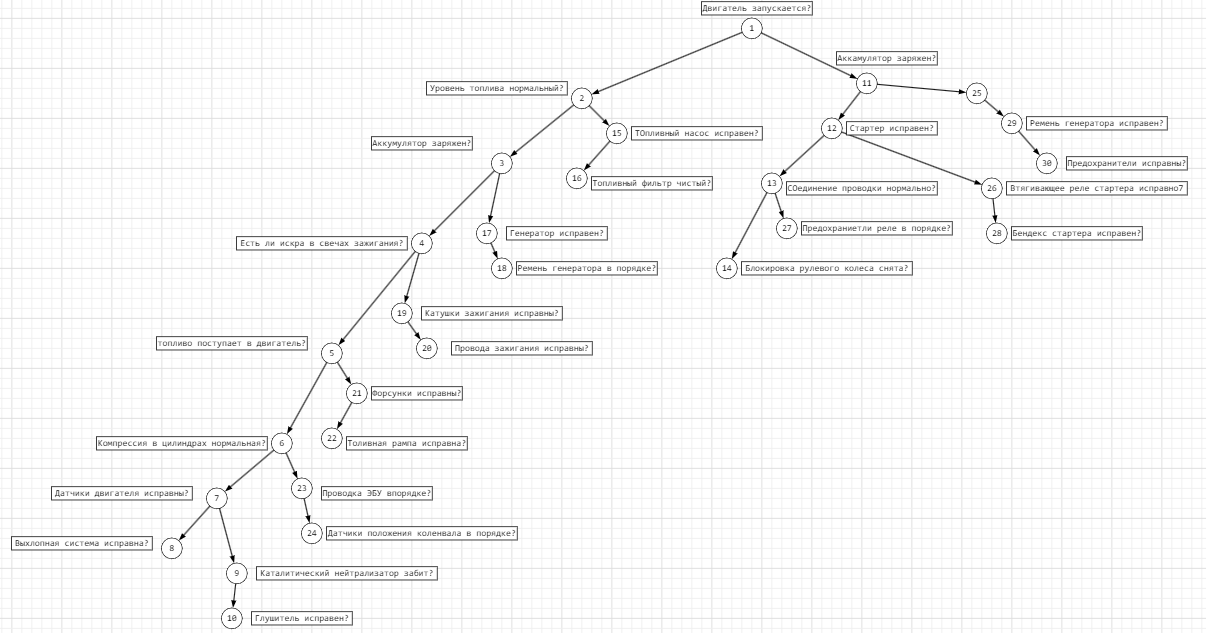 Двигатель запускается?
1
Аккамулятор заряжен?
11
Уровень топлива нормальный?
2
25
15
ТОпливный насос исправен?
12
Стартер исправен?
29
Ремень генератора исправен?
Аккумулятор заряжен?
3
30
Предохранители исправны?
16
Топливный фильтр чистый?
13
СОединение проводки нормально?
26
Втягивающее реле стартера исправно7
17
Генератор исправен?
27
Предохраниетли реле в порядке?
28
Бендекс стартера исправен?
Есть ли искра в свечах зажигания?
4
18
Ремень генератора в порядке?
14
Блокировка рулевого колеса снята?
19
Катушки зажигания исправны?
топливо поступает в двигатель?
5
20
Провода зажигания исправны?
21
Форсунки исправны?
Компрессия в цилиндрах нормальная?
6
22
Толивная рампа исправна?
Датчики двигателя исправны?
7
23
Проводка ЭБУ впорядке?
24
Датчики положения коленвала в порядке?
Выхлопная система исправна?
8
9
Каталитический нейтрализатор забит?
10
Глушитель исправен?